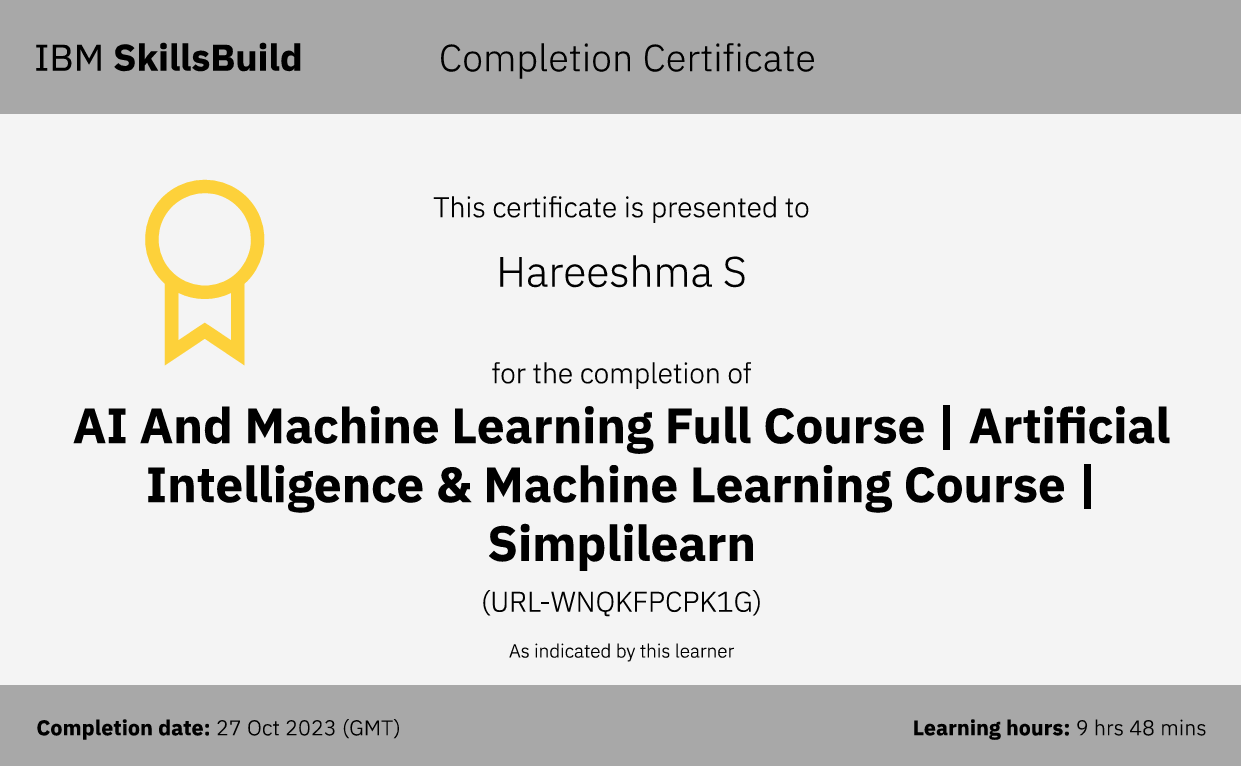 IBM SkillsBuild
Completion Certificate
This certificate is presented to
Hareeshma S
for the completion of
AI And Machine Learning Full Course | Artificial
Intelligence & Machine Learning Course |
Simplilearn
(URL-WNQKFPCPK1G)
As indicated by this learner
Completion date: 27 Oct 2023 (GMT)
Learning hours: 9 hrs 48 mins